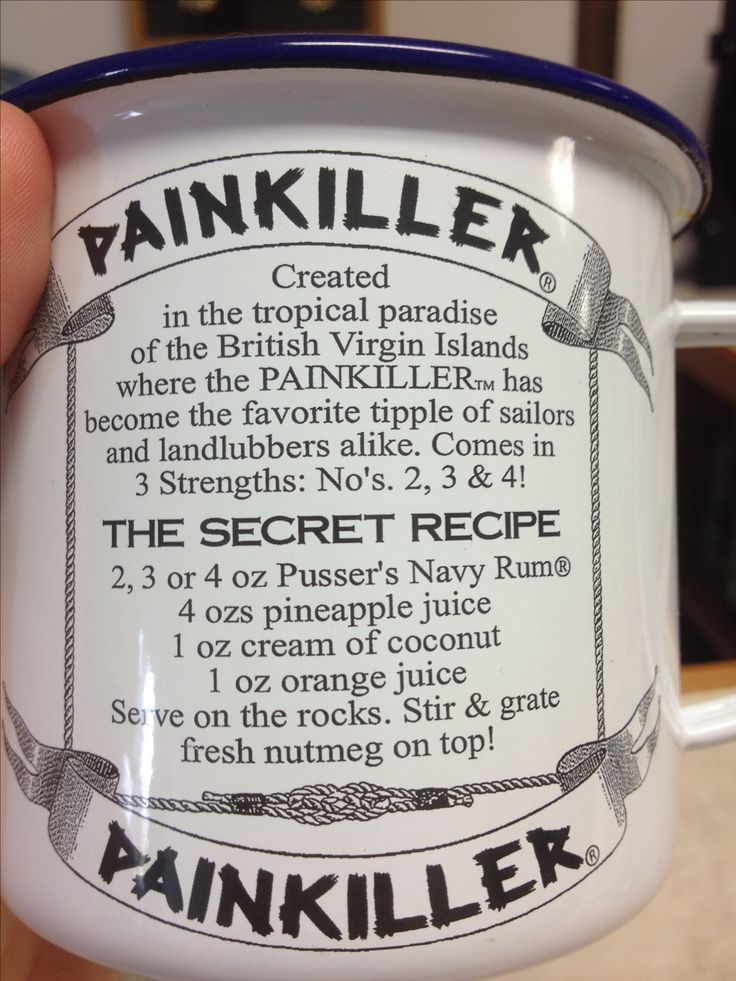 PAINKILLER®
Created
in the tropical paradise
of the British Virgin Islands
where the PAINKILLER™ has
become the favorite tipple of sailors
and landlubbers alike. Comes in
3 Strengths: No's. 2, 3 & 4!
THE SECRET RECIPE
2, 3 or 4 oz Pusser's Navy Rum®
4 ozs pineapple juice
1 oz cream of coconut
1 oz orange juice
Serve on the rocks. Stir & grate
fresh nutmeg on top!
PAINKILLER®